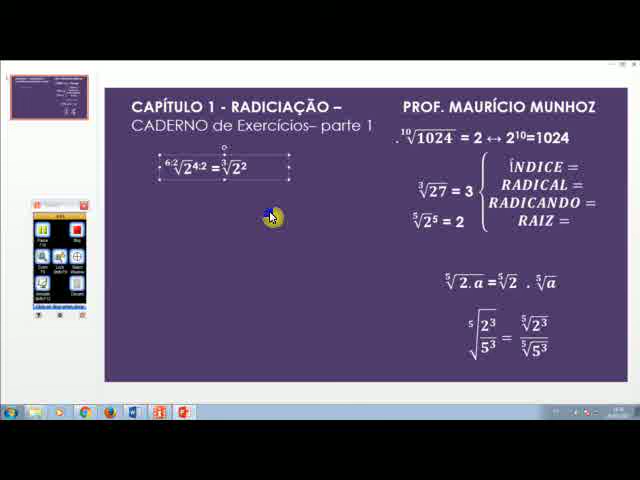 CAPÍTULO 1 - RADICIAÇÃO –
CADERNO de Exercícios– parte 1
⁶˸²√2⁴˸² = ³√2²
PROF. MAURÍCIO MUNHOZ
.¹⁰√1024 = 2 ↔ 2¹⁰=1024
³√27 = 3
⁵√2⁵ = 2
ÍNDICE =
RADICAL =
RADICANDO =
RAIZ =
⁵√2.a = ⁵√2 . ⁵√a
⁵√(2³/5³) = ⁵√2³/⁵√5³